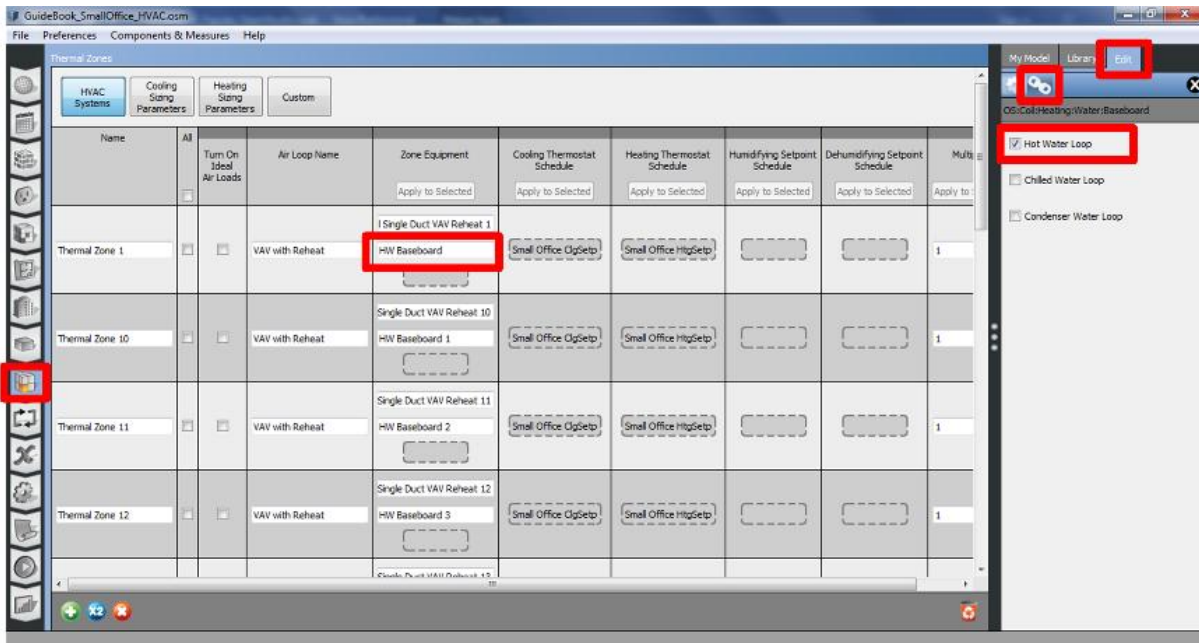 GuideBook_SmallOffice_HVAC.osm
File Preferences Components & Measures Help
Thermal Zones
My Model Library Edit
HVAC
Systems
Cooling
Sizing
Parameters
Heating
Sizing
Parameters
Custom
OS:Coil:Heating:Water:Baseboard
Hot Water Loop
Chilled Water Loop
Condenser Water Loop
Name
All
Turn On
Ideal
Air Loads
Air Loop Name
Zone Equipment
Apply to Selected
Cooling Thermostat
Schedule
Apply to Selected
Heating Thermostat
Schedule
Apply to Selected
Humidifying Setpoint
Schedule
Apply to Selected
Dehumidifying Setpoint
Schedule
Apply to Selected
Apply to
l Single Duct VAV Reheat 1
Thermal Zone 1 VAV with Reheat HW Baseboard Small Office ClgSetp Small Office HtgSetp 1
Single Duct VAV Reheat 10
Thermal Zone 10 VAV with Reheat HW Baseboard 1 Small Office ClgSetp Small Office HtgSetp 1
Single Duct VAV Reheat 11
Thermal Zone 11 VAV with Reheat HW Baseboard 2 Small Office ClgSetp Small Office HtgSetp 1
Single Duct VAV Reheat 12
Thermal Zone 12 VAV with Reheat HW Baseboard 3 Small Office ClgSetp Small Office HtgSetp 1
Single Duct VAV Reheat 13
X2